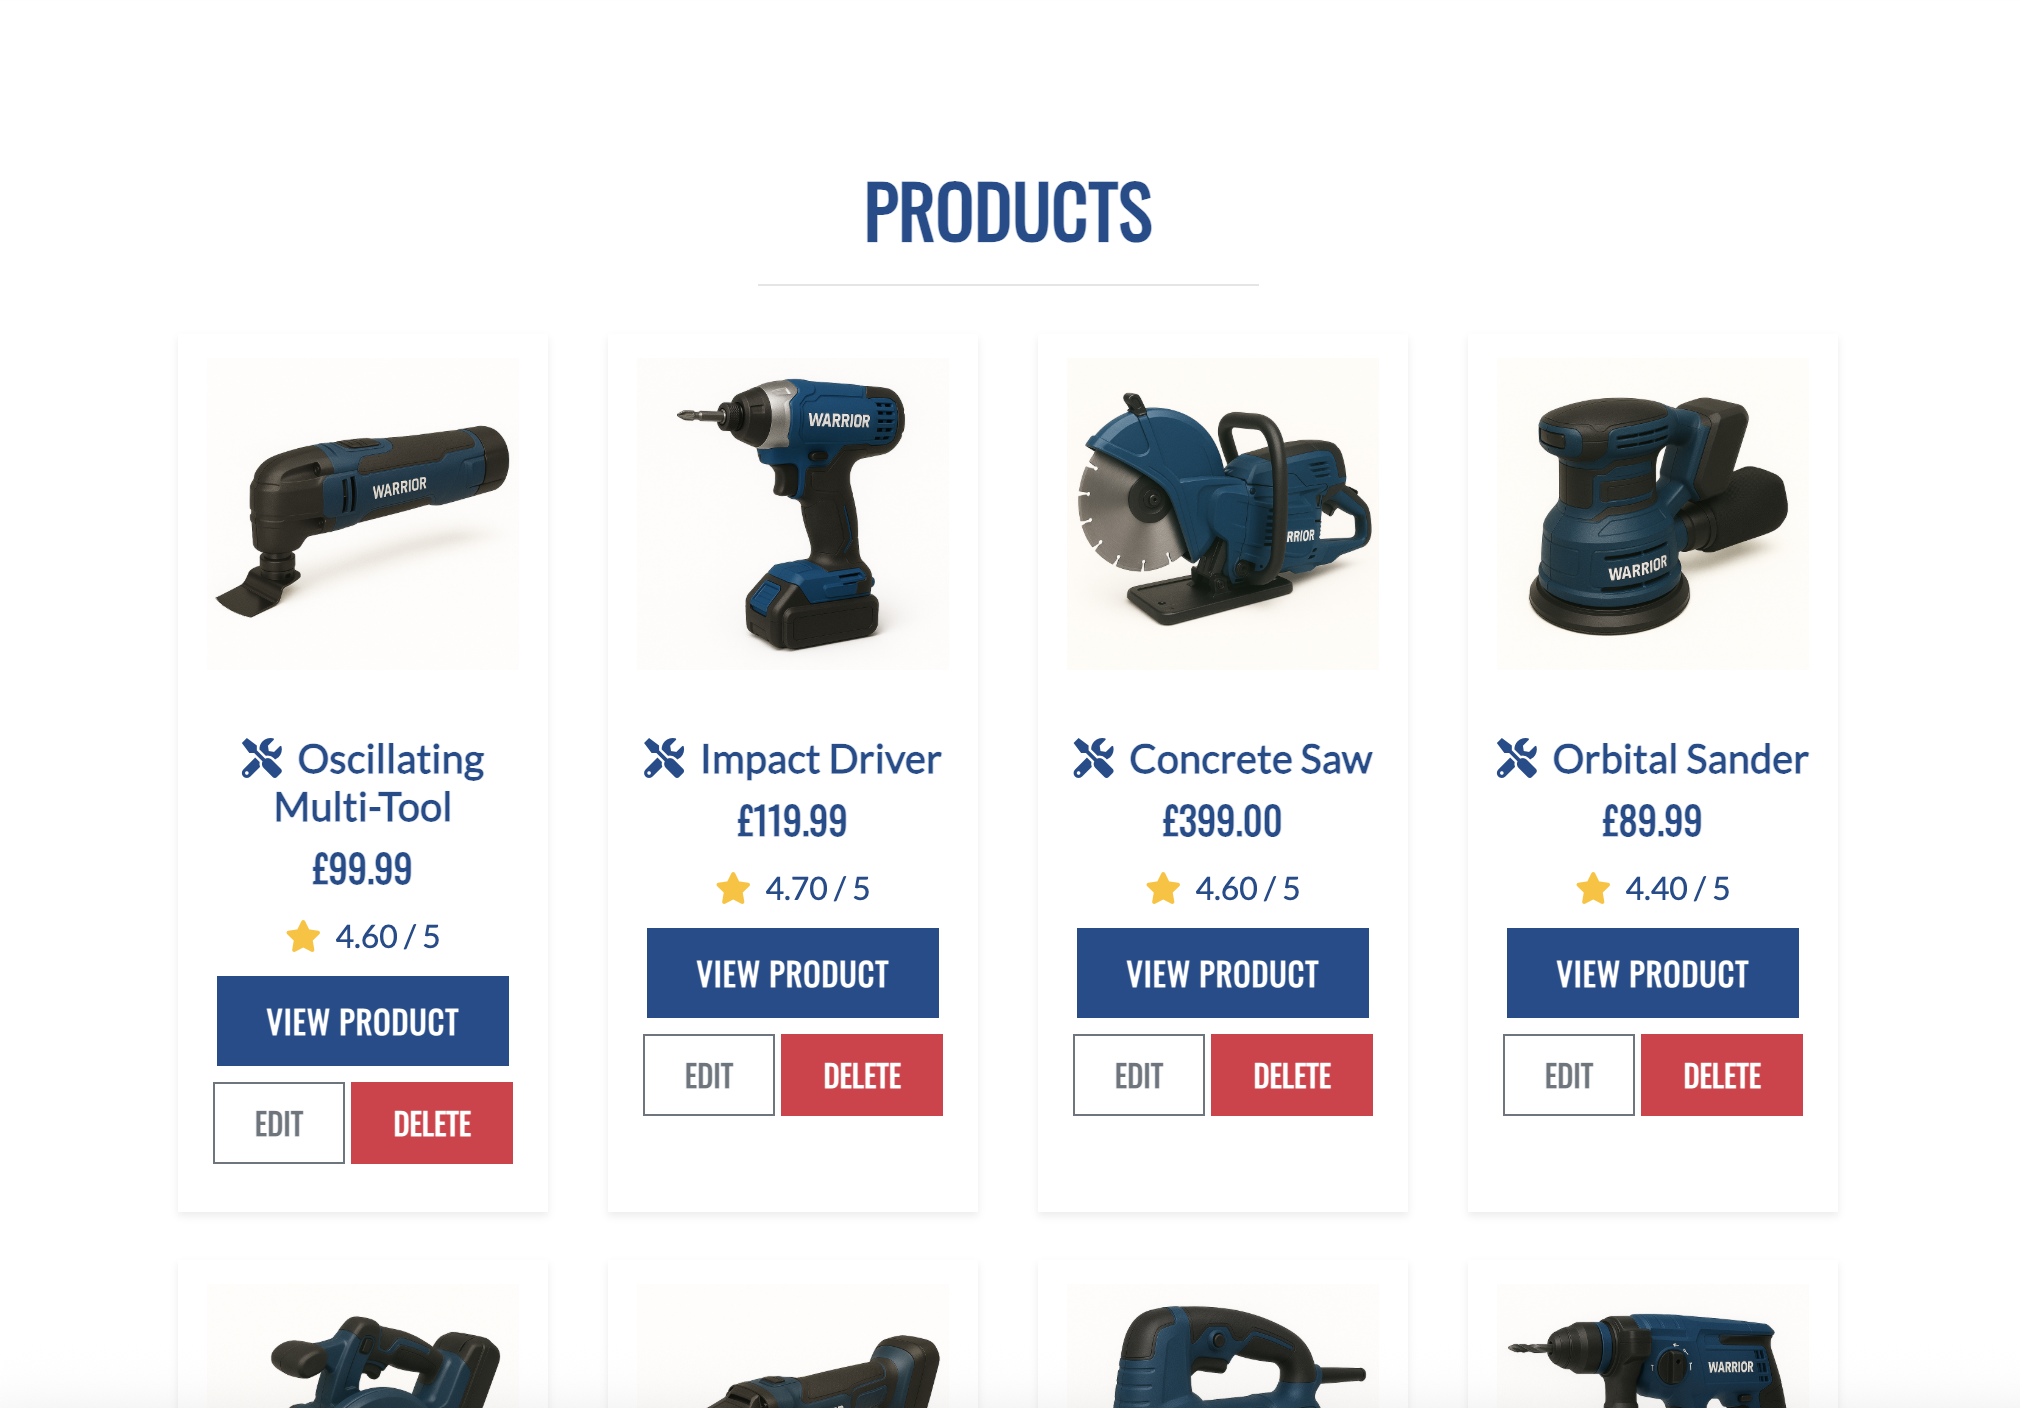 PRODUCTS
WARRIOR
WARRIOR
RRIOR
WARRIOR
Oscillating
Multi-Tool
£99.99
4.60 / 5
VIEW PRODUCT
EDIT
DELETE
Impact Driver
£119.99
4.70 / 5
VIEW PRODUCT
EDIT
DELETE
Concrete Saw
£399.00
4.60 / 5
VIEW PRODUCT
EDIT
DELETE
Orbital Sander
£89.99
4.40 / 5
VIEW PRODUCT
EDIT
DELETE
WARRIOR